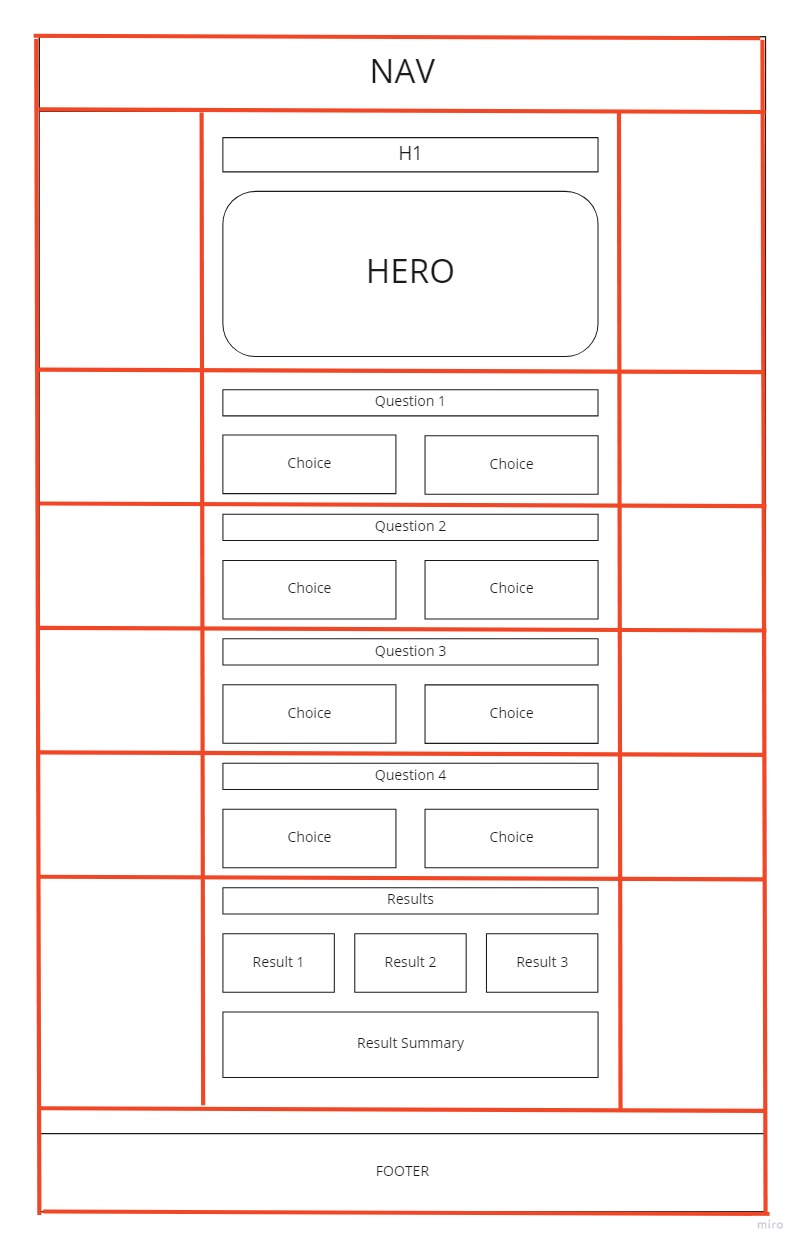 NAV
H1
HERO
Question 1
Choice Choice
Question 2
Choice Choice
Question 3
Choice Choice
Question 4
Choice Choice
Results
Result 1 Result 2 Result 3
Result Summary
FOOTER
miro